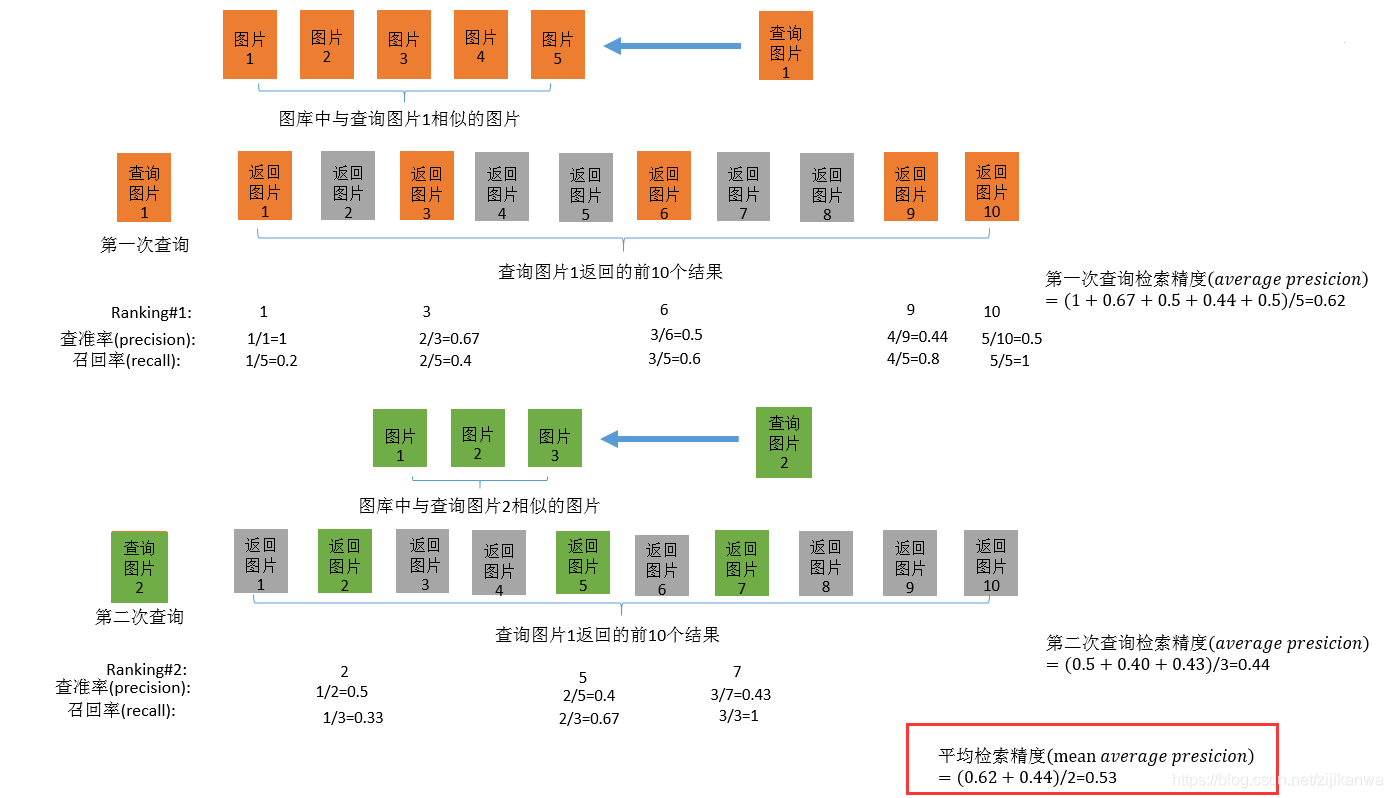 图片
1
图片
2
图片
3
图片
4
图片
5
查询
图片
1
图库中与查询图片1相似的图片
查询
图片
1
返回
图片
1
返回
图片
2
返回
图片
3
返回
图片
4
返回
图片
5
返回
图片
6
返回
图片
7
返回
图片
8
返回
图片
9
返回
图片
10
第一次查询
查询图片1返回的前10个结果
第一次查询检索精度(average presicion)
= (1 + 0.67 + 0.5 + 0.44 + 0.5)/5=0.62
Ranking#1: 1 3 6 9 10
查准率(precision): 1/1=1 2/3=0.67 3/6=0.5 4/9=0.44 5/10=0.5
召回率(recall): 1/5=0.2 2/5=0.4 3/5=0.6 4/5=0.8 5/5=1
图片
1
图片
2
图片
3
查询
图片
2
图库中与查询图片2相似的图片
查询
图片
2
返回
图片
1
返回
图片
2
返回
图片
3
返回
图片
4
返回
图片
5
返回
图片
6
返回
图片
7
返回
图片
8
返回
图片
9
返回
图片
10
第二次查询
查询图片1返回的前10个结果
第二次查询检索精度(average presicion)
= (0.5 + 0.40 + 0.43)/3=0.44
Ranking#2: 2 5 7
查准率(precision): 1/2=0.5 2/5=0.4 3/7=0.43
召回率(recall): 1/3=0.33 2/3=0.67 3/3=1
平均检索精度(mean average presicion)
= (0.62 + 0.44)/2=0.53
https://blog.csdn.net/zijikanwa